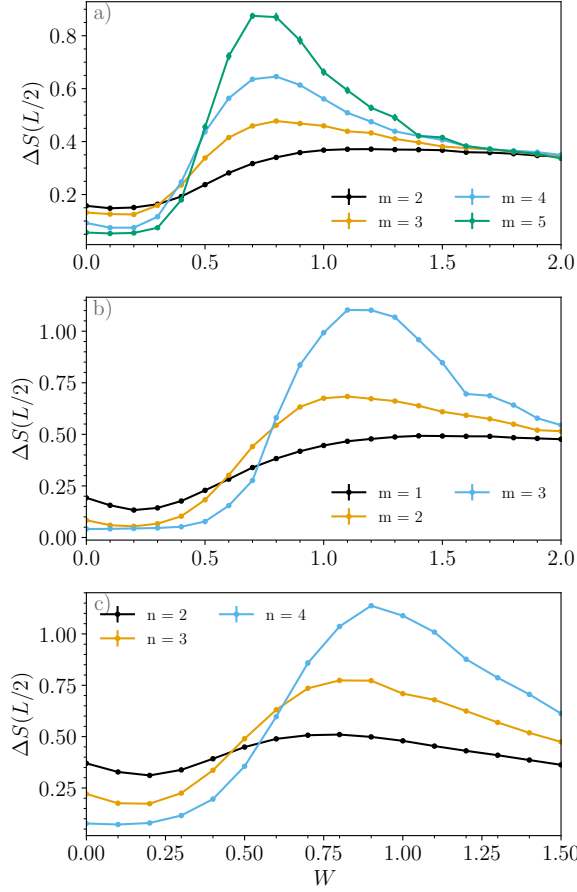 a)
ΔS(L/2)
0.8
0.6
0.4
0.2
m = 2
m = 3
m = 4
m = 5
0.0 0.5 1.0 1.5 2.0
b)
ΔS(L/2)
1.00
0.75
0.50
0.25
0.00
m = 1
m = 2
m = 3
0.0 0.5 1.0 1.5 2.0
c)
ΔS(L/2)
1.00
0.75
0.50
0.25
n = 2
n = 3
n = 4
0.00 0.25 0.50 0.75 1.00 1.25 1.50
W